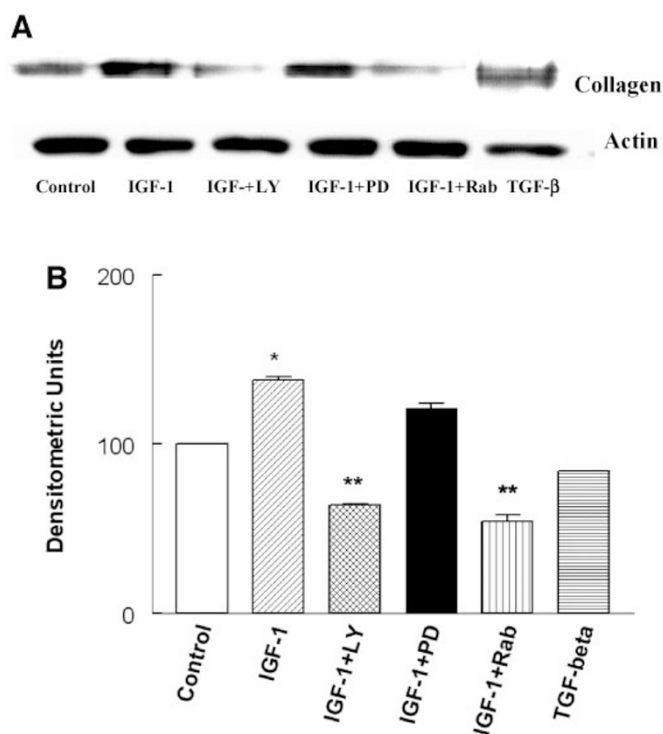 A
Collagen
Actin
Control IGF-1 IGF-+LY IGF-1+PD IGF-1+Rab TGF-β
B
200
*
Densitometric Units
100
**
**
0
Control IGF-1 IGF-1+LY IGF-1+PD IGF-1+Rab TGF-beta